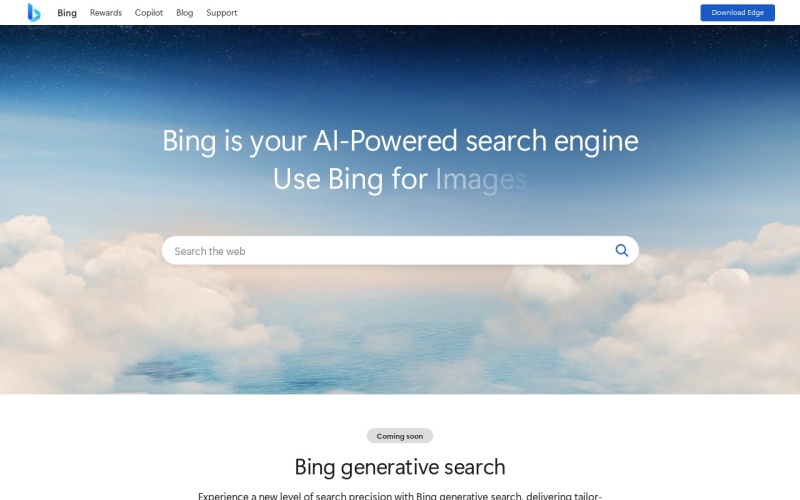 Bing Rewards Copilot Blog Support Download Edge
Bing is your AI-Powered search engine
Use Bing for Images
Search the web
Coming soon
Bing generative search
Experience a new level of search precision with Bing generative search, delivering tailor-